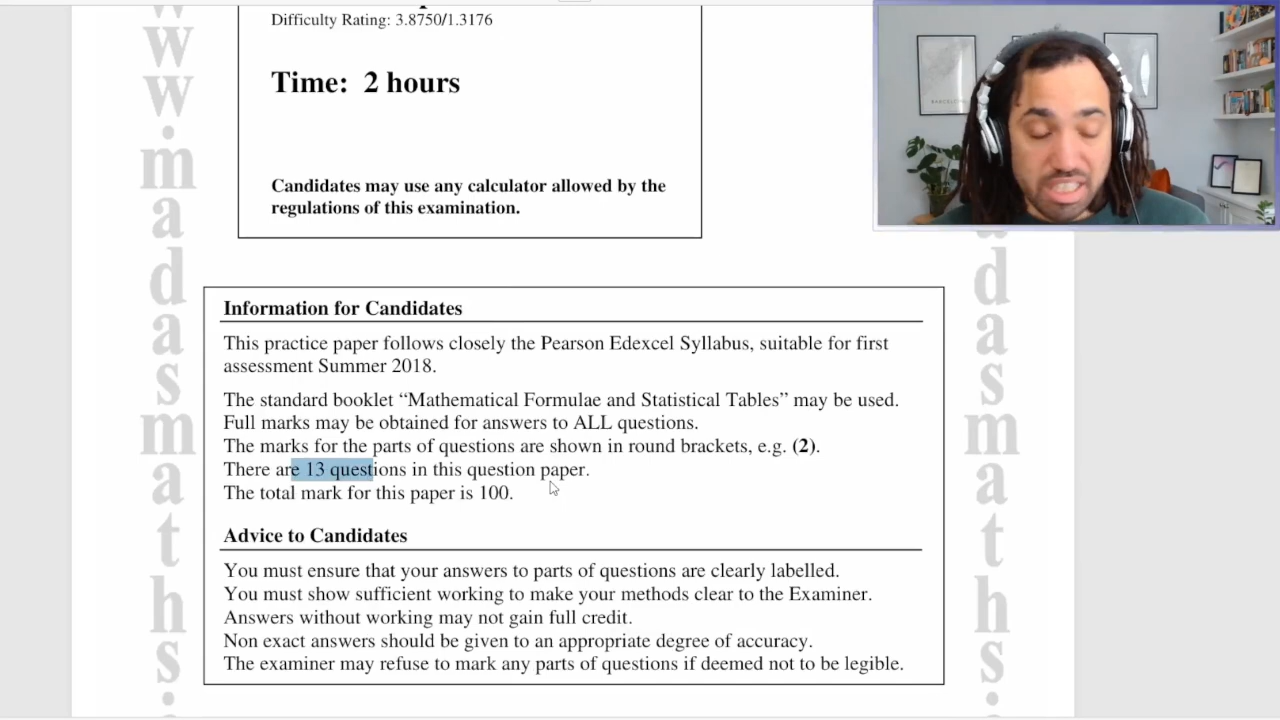 Difficulty Rating: 3.8750/1.3176
Time: 2 hours
Candidates may use any calculator allowed by the
regulations of this examination.
Information for Candidates
This practice paper follows closely the Pearson Edexcel Syllabus, suitable for first
assessment Summer 2018.
The standard booklet “Mathematical Formulae and Statistical Tables” may be used.
Full marks may be obtained for answers to ALL questions.
The marks for the parts of questions are shown in round brackets, e.g. (2).
There are 13 questions in this question paper.
The total mark for this paper is 100.
Advice to Candidates
You must ensure that your answers to parts of questions are clearly labelled.
You must show sufficient working to make your methods clear to the Examiner.
Answers without working may not gain full credit.
Non exact answers should be given to an appropriate degree of accuracy.
The examiner may refuse to mark any parts of questions if deemed not to be legible.
ww.madasmaths.
dasmaths.